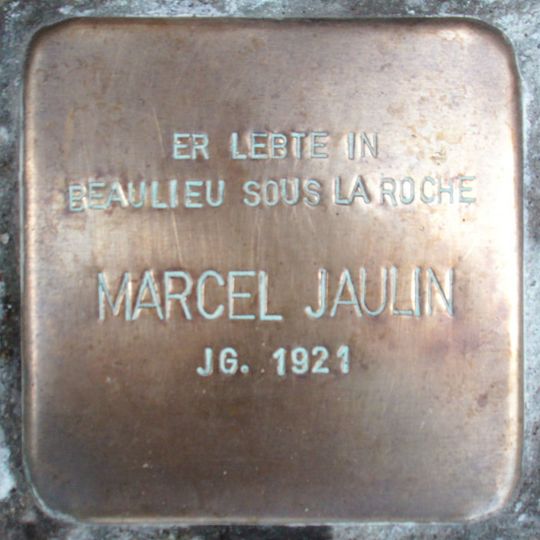 ER LEBTE IN
BEAULIEU SOUS LA ROCHE
MARCEL JAULIN
JG. 1921